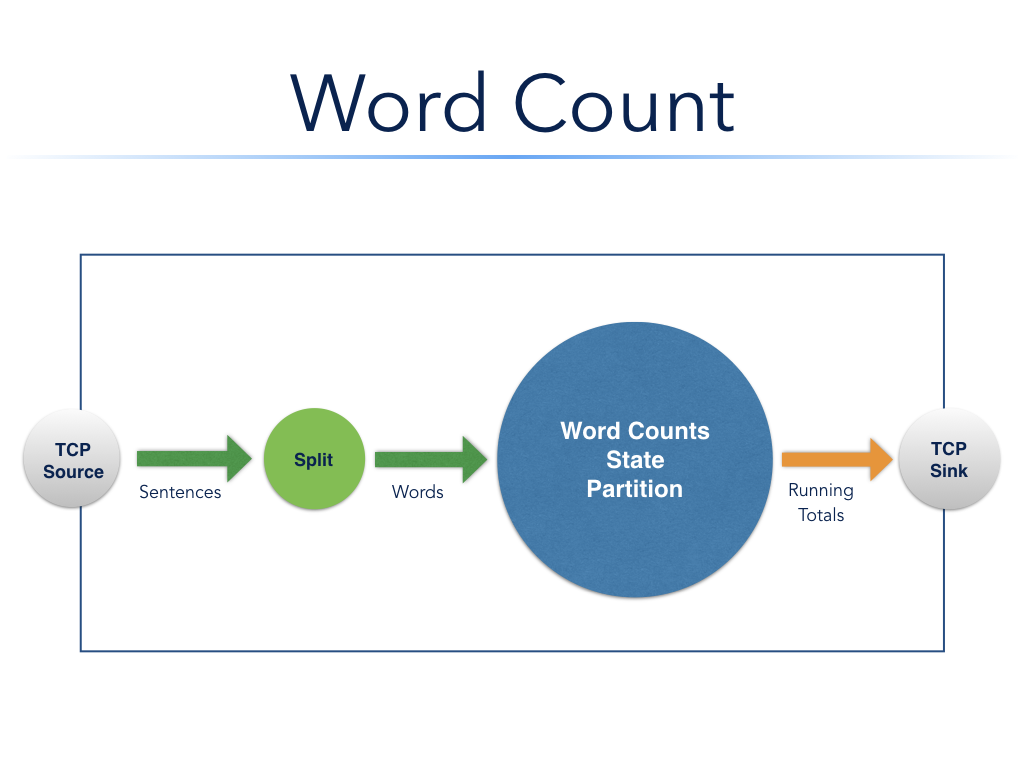 Word Count
TCP
Source
Sentences
Split
Words
Word Counts
State
Partition
Running
Totals
TCP
Sink